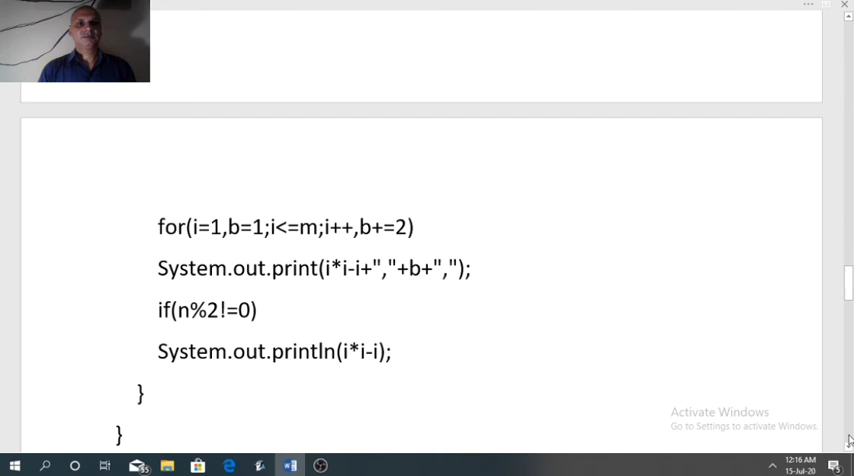 for(i=1,b=1;i<=m;i++,b+=2)
System.out.print(i*i-i+","+b+",");
if(n%2!=0)
System.out.println(i*i-i);
}
}
Activate Windows
Go to Settings to activate Windows.
12:16 AM
15-Jul-20